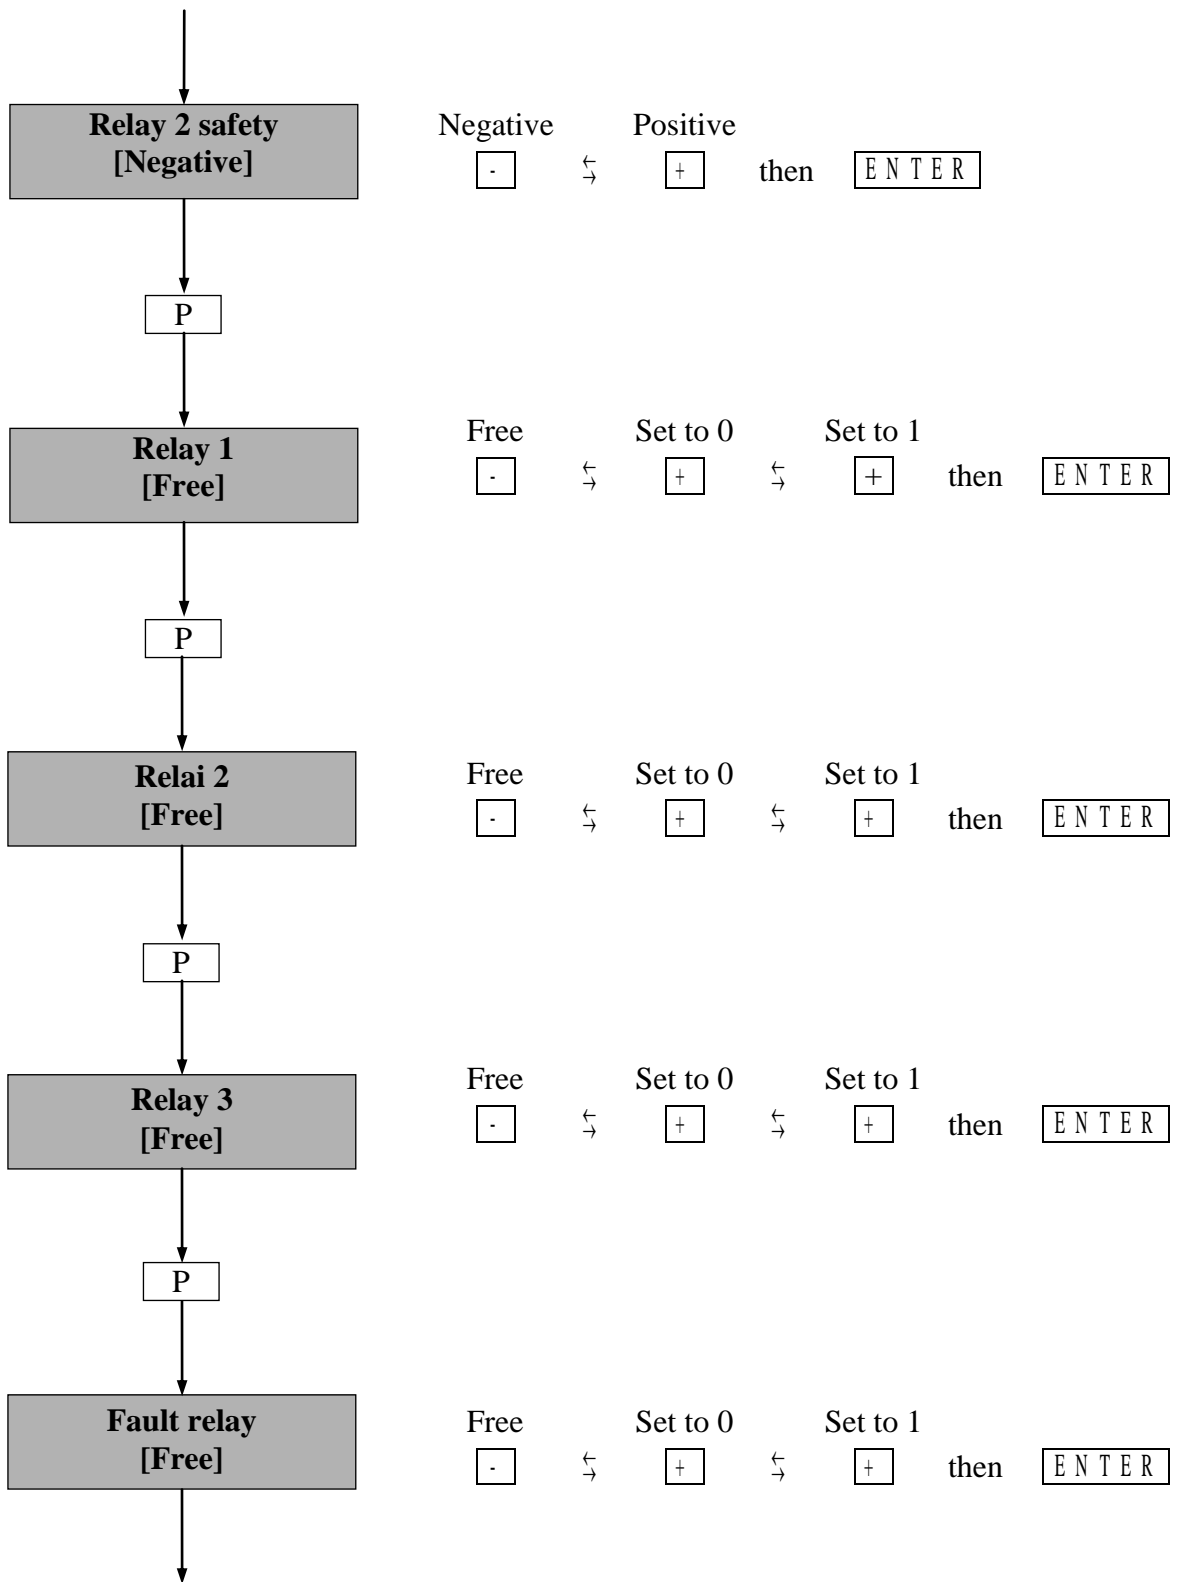 Relay 2 safety
[Negative]
Negative Positive
- ← → + then ENTER
P
Relay 1
[Free]
Free Set to 0 Set to 1
- ← → + ← → + then ENTER
P
Relai 2
[Free]
Free Set to 0 Set to 1
- ← → + ← → + then ENTER
P
Relay 3
[Free]
Free Set to 0 Set to 1
- ← → + ← → + then ENTER
P
Fault relay
[Free]
Free Set to 0 Set to 1
- ← → + ← → + then ENTER